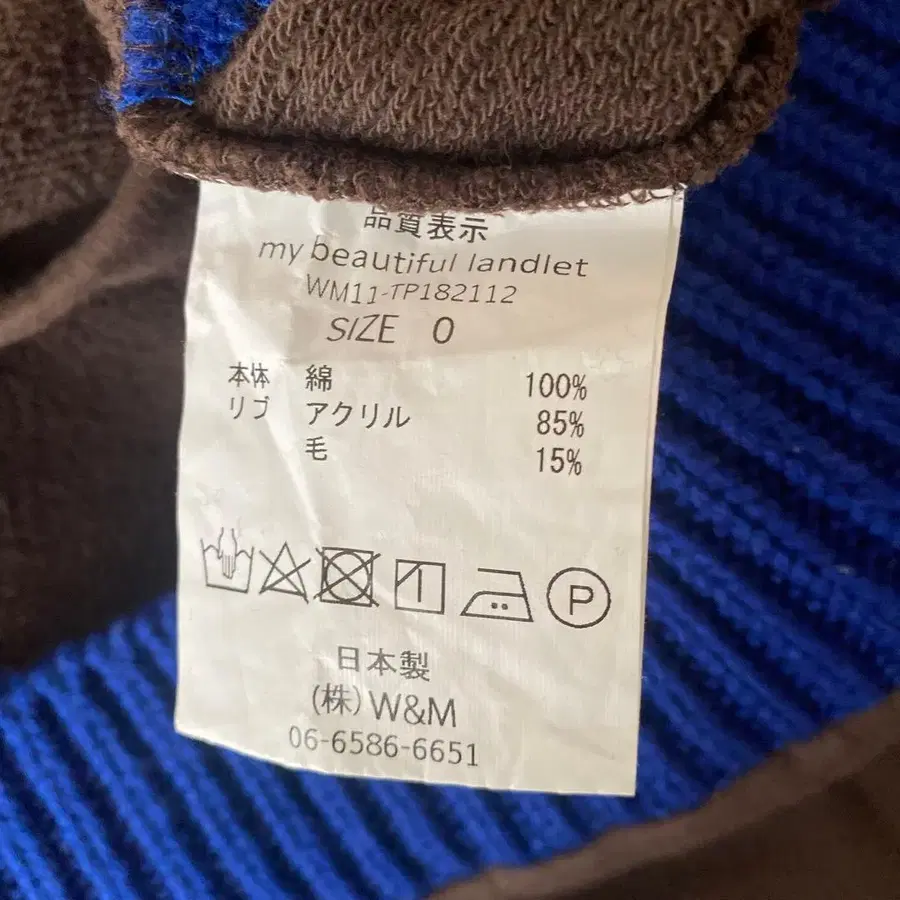 品質表示
my beautiful landlet
WM11-TP182112
SIZE 0
本体 綿 100%
リブ アクリル 85%
毛 15%
P
日本製
(株)W&M
06-6586-6651